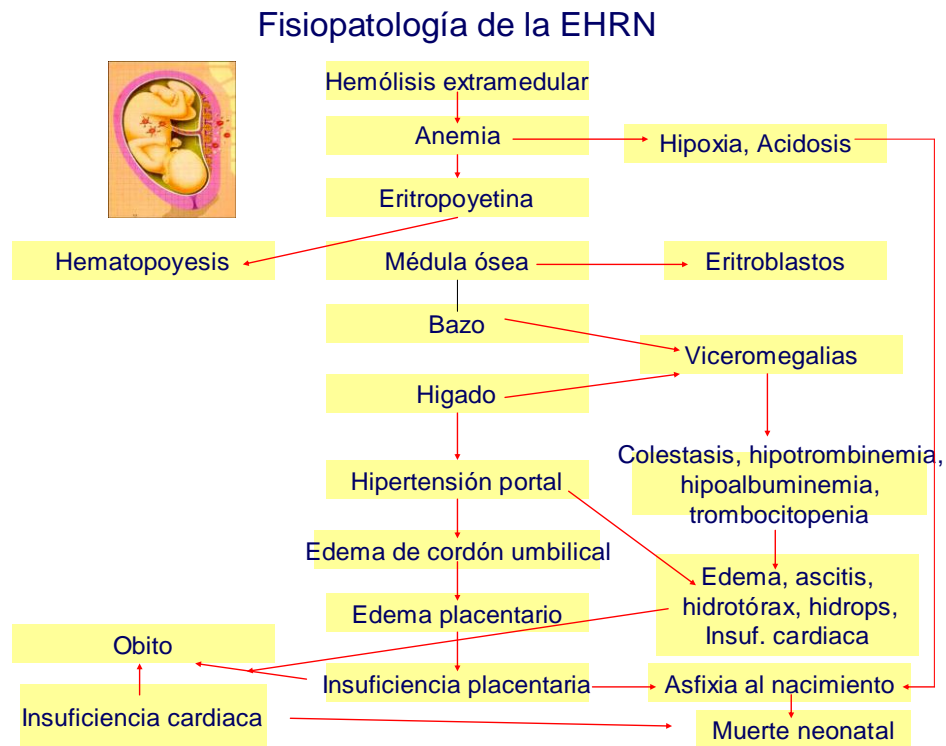 Fisiopatología de la EHRN
Hemólisis extramedular
Anemia
Hipoxia, Acidosis
Eritropoyetina
Hematopoyesis
Médula ósea
Eritroblastos
Bazo
Viceromegalias
Higado
Colestasis, hipotrombinemia,
hipoalbuminemia,
trombocitopenia
Hipertensión portal
Edema de cordón umbilical
Edema, ascitis,
hidrotórax, hidrops,
Insuf. cardiaca
Edema placentario
Obito
Insuficiencia placentaria
Asfixia al nacimiento
Insuficiencia cardiaca
Muerte neonatal